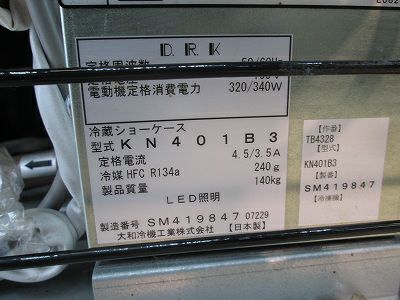 D.R.K
定格周波数 50/60Hz
電動機定格消費電力 320/340W
冷蔵ショーケース
型式 KN401B3
定格電流 4.5/3.5A
冷媒 HFC R134a 240g
製品質量 140kg
LED照明
製造番号 SM419847 07229
大和冷機工業株式会社 【日本製】
【作番】
TB4328
【型式】
KN401B3
【製番】
SM419847
【冷凍機】